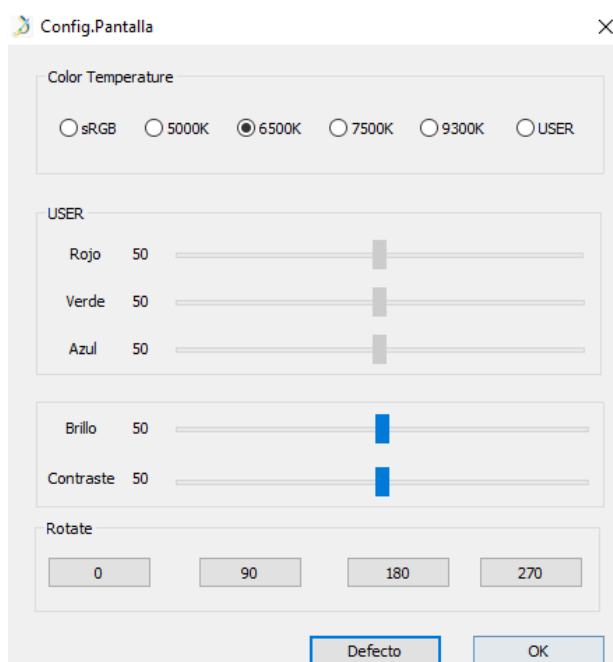 Config.Pantalla
Color Temperature
sRGB 5000K 6500K 7500K 9300K USER
USER
Rojo 50
Verde 50
Azul 50
Brillo 50
Contraste 50
Rotate
0 90 180 270
Defecto OK